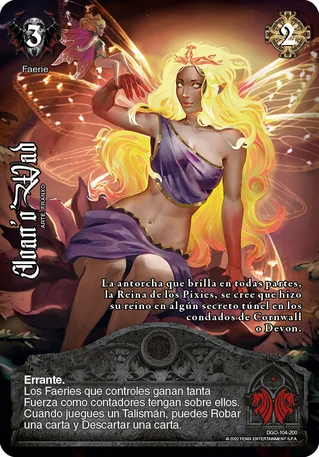 3
2
Faerie
Joan'o'Wad
ARTE: FRANXO
La antorcha que brilla en todas partes,
la Reina de los Pixies, se cree que hizo
su reino en algún secreto túnel en los
condados de Cornwall
o Devon.
Errante.
Los Faeries que controles ganan tanta
Fuerza como contadores tengan sobre ellos.
Cuando juegues un Talismán, puedes Robar
una carta y Descartar una carta.
DGO-104-200
© 2022 FENIX ENTERTAINMENT S.P.A.